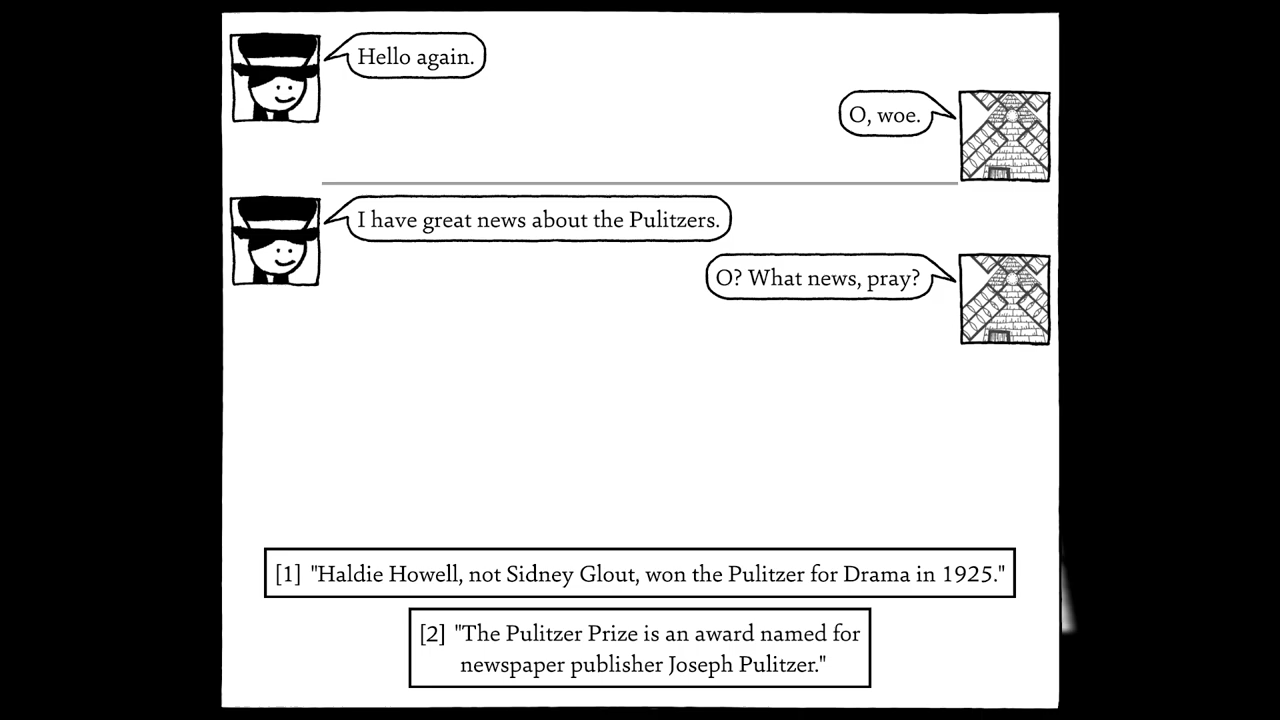 Hello again.
O, woe.
I have great news about the Pulitzers.
O? What news, pray?
[1] "Haldie Howell, not Sidney Glout, won the Pulitzer for Drama in 1925."
[2] "The Pulitzer Prize is an award named for
newspaper publisher Joseph Pulitzer."